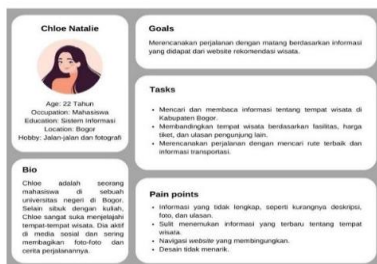 Chloe Natalie
Age: 22 Tahun
Occupation: Mahasiswa
Education: Sistem Informasi
Location: Bogor
Hobby: Jalan-jalan dan fotografi
Bio
Chloe adalah seorang
mahasiswa di sebuah
universitas negeri di Bogor.
Selain sibuk dengan kuliah,
Chloe sangat suka menjelajahi
tempat-tempat wisata. Dia aktif
di media sosial dan sering
membagikan foto-foto dan
cerita perjalanannya.
Goals
Merencanakan perjalanan dengan matang berdasarkan informasi
yang didapat dari website rekomendasi wisata.
Tasks
• Mencari dan membaca informasi tentang tempat wisata di
Kabupaten Bogor.
• Membandingkan tempat wisata berdasarkan fasilitas, harga
tiket, dan ulasan pengunjung lain.
• Merencanakan perjalanan dengan mencari rute terbaik dan
informasi transportasi.
Pain points
• Informasi yang tidak lengkap, seperti kurangnya deskripsi,
foto, dan ulasan.
• Sulit menemukan informasi yang terbaru tentang tempat
wisata.
• Navigasi website yang membingungkan.
• Desain tidak menarik.